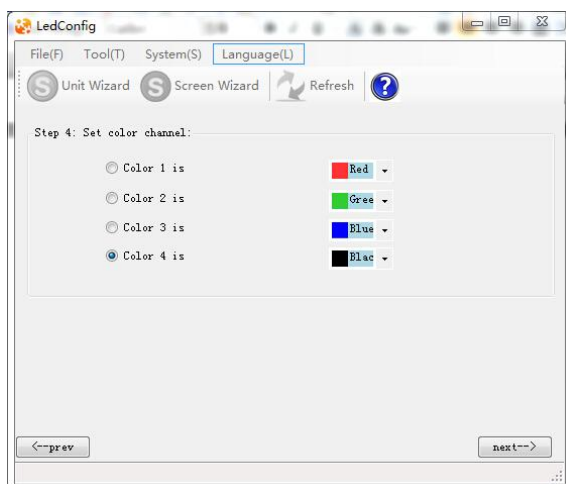 LedConfig
File(F) Tool(T) System(S) Language(L)
S Unit Wizard S Screen Wizard Refresh ?
Step 4: Set color channel:
Color 1 is Red
Color 2 is Gree
Color 3 is Blue
Color 4 is Blac
<--prev next-->